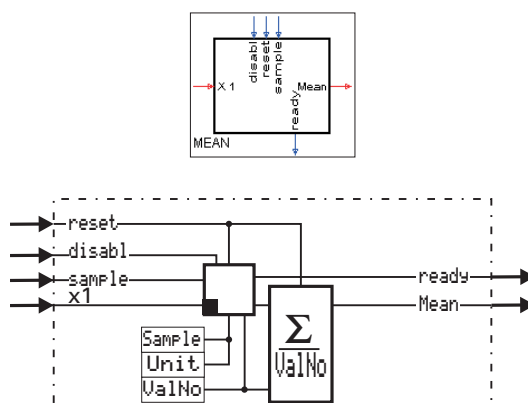 disabl
reset
sample
X 1
Mean
ready
MEAN
reset
disabl
sample
x1
ready
Mean
Sample
Unit
ValNo
Σ
ValNo